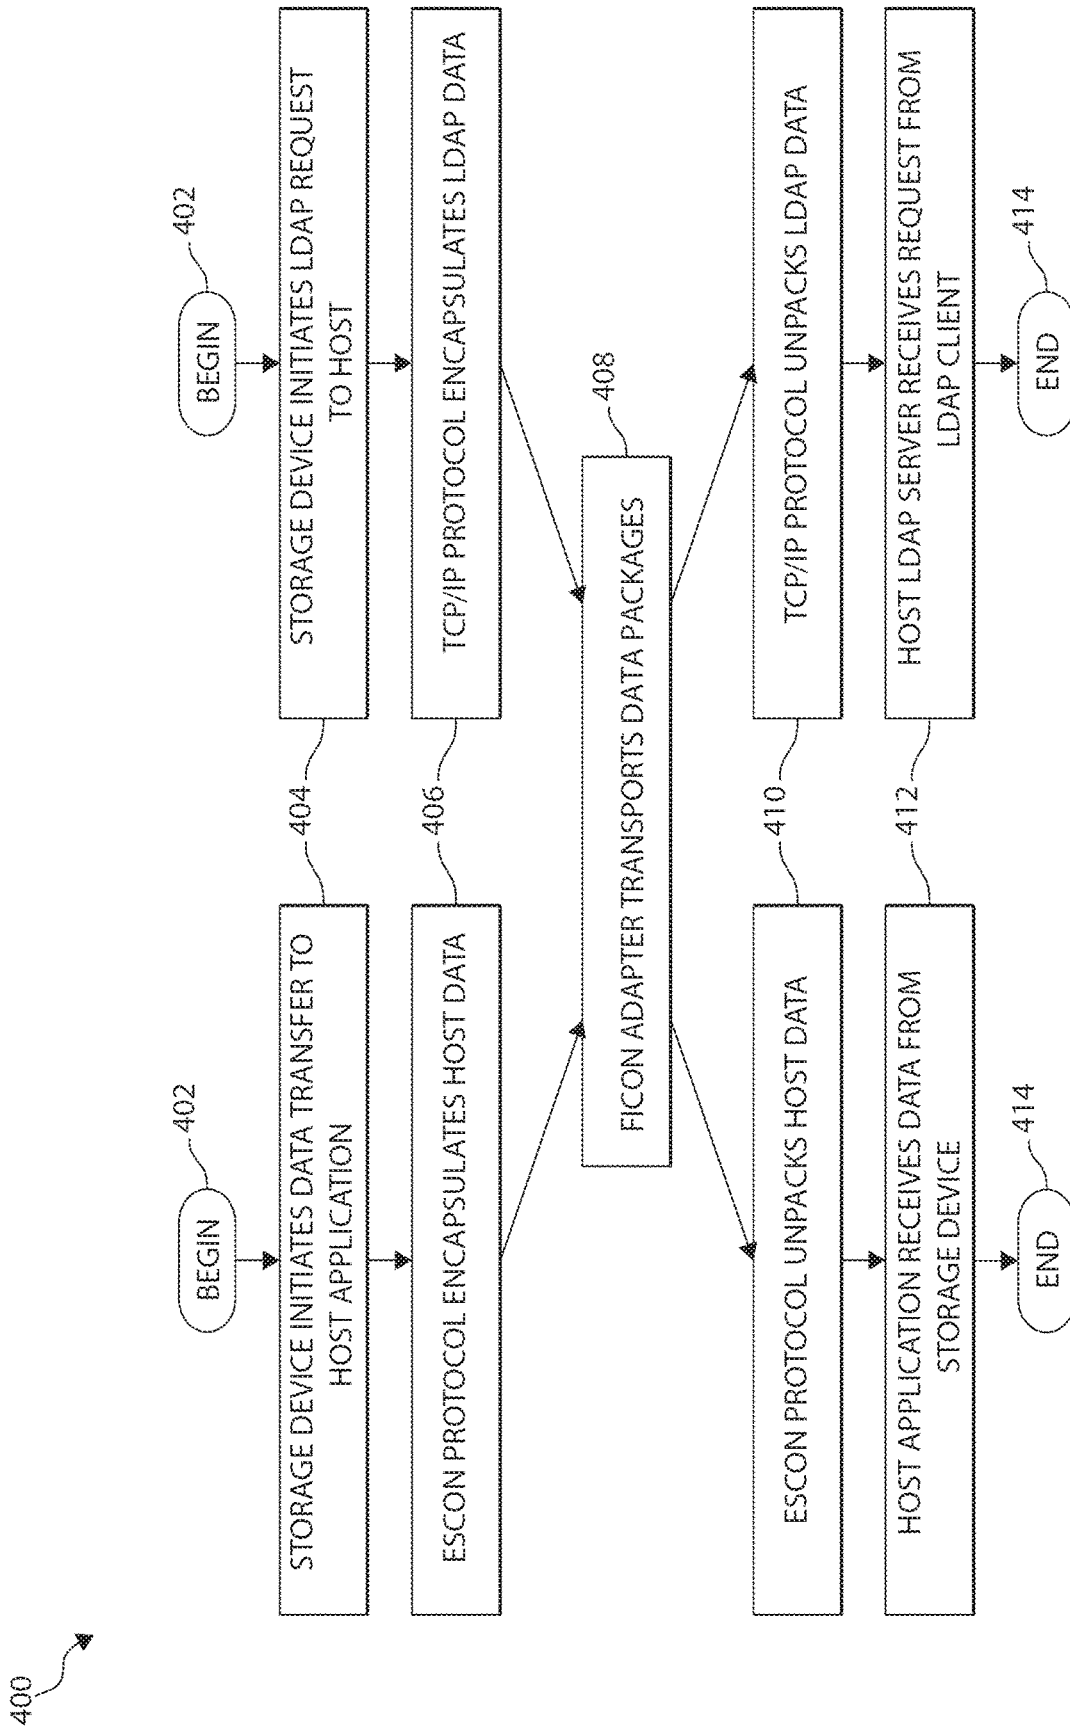 400
402
BEGIN
402
BEGIN
STORAGE DEVICE INITIATES DATA TRANSFER TO
HOST APPLICATION
404
STORAGE DEVICE INITIATES LDAP REQUEST
TO HOST
ESCON PROTOCOL ENCAPSULATES HOST DATA
406
TCP/IP PROTOCOL ENCAPSULATES LDAP DATA
408
FICON ADAPTER TRANSPORTS DATA PACKAGES
ESCON PROTOCOL UNPACKS HOST DATA
410
TCP/IP PROTOCOL UNPACKS LDAP DATA
HOST APPLICATION RECEIVES DATA FROM
STORAGE DEVICE
412
HOST LDAP SERVER RECEIVES REQUEST FROM
LDAP CLIENT
414
END
414
END